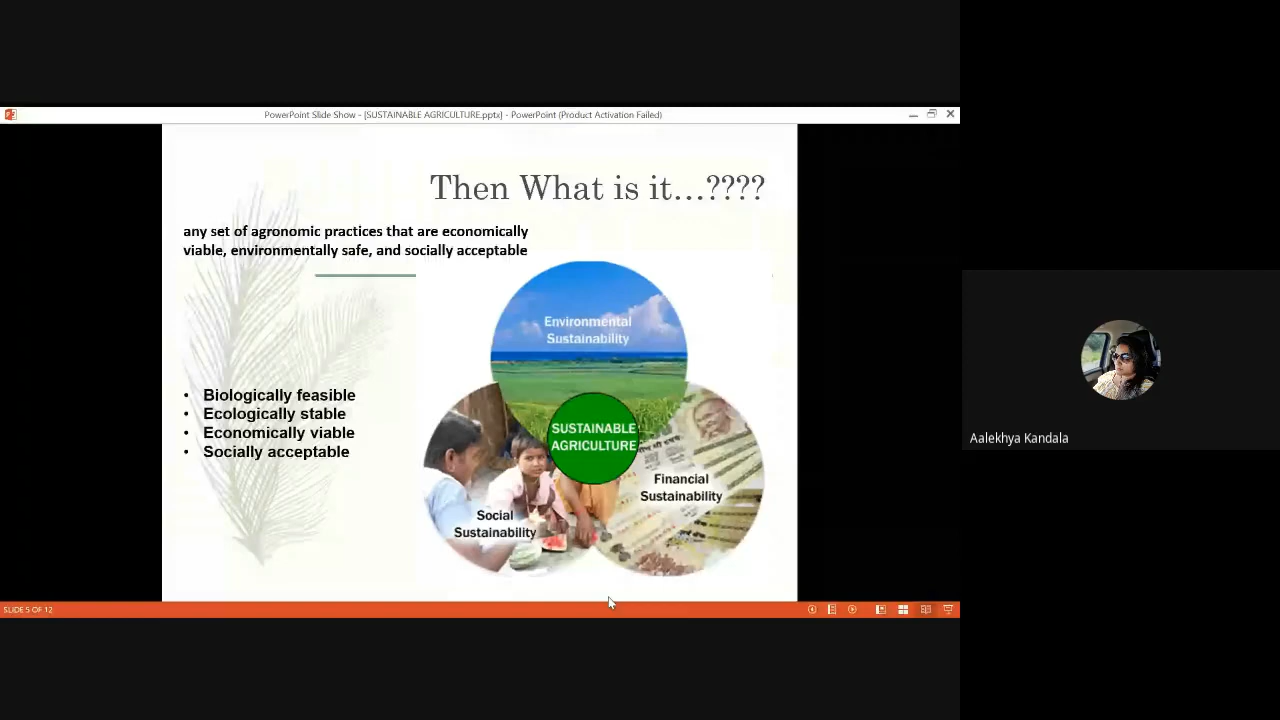 PowerPoint Slide Show - [SUSTAINABLE AGRICULTURE.pptx] - PowerPoint (Product Activation Failed)
Then What is it...????
any set of agronomic practices that are economically
viable, environmentally safe, and socially acceptable
Environmental
Sustainability
• Biologically feasible
• Ecologically stable
• Economically viable
• Socially acceptable
SUSTAINABLE
AGRICULTURE
Financial
Sustainability
Social
Sustainability
Aalekhya Kandala
SLIDE 5 OF 12